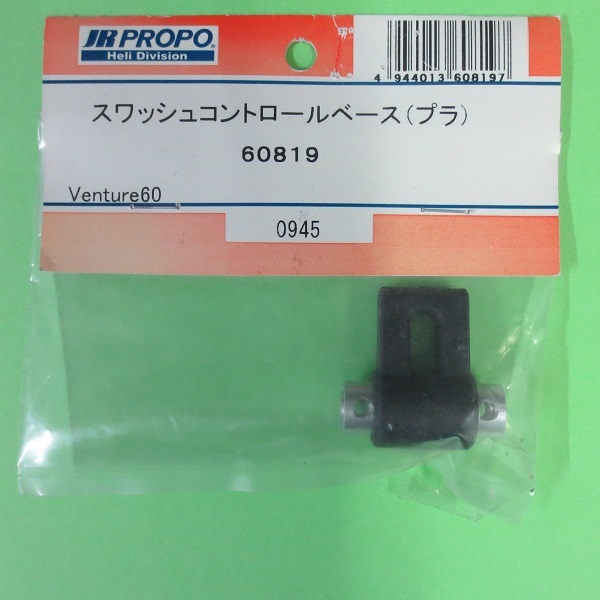 JR PROPO®
Heli Division
4 944013 608197
スワッシュコントロールベース(プラ)
60819
Venture60
0945